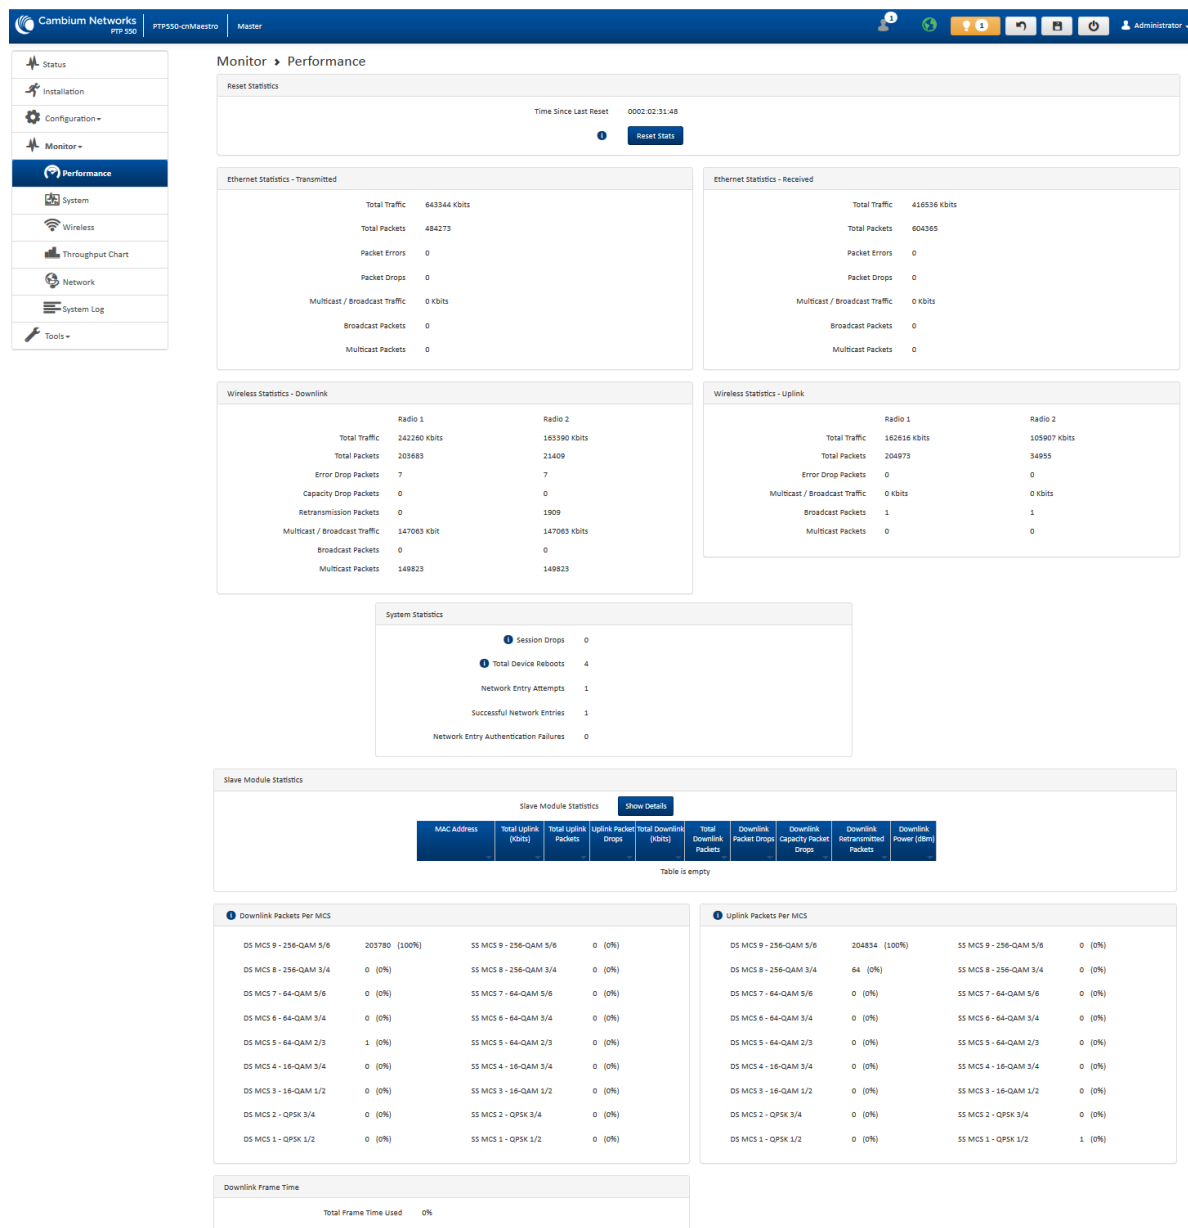 Cambium Networks
PTP 550
PTP550-cnMaestro
Master
1
1
Administrator
Status
Installation
Configuration
Monitor
Performance
System
Wireless
Throughput Chart
Network
System Log
Tools
Monitor > Performance
Reset Statistics
Time Since Last Reset 0002:02:31:48
Reset Stats
Ethernet Statistics - Transmitted
Total Traffic 643344 Kbits
Total Packets 484273
Packet Errors 0
Packet Drops 0
Multicast / Broadcast Traffic 0 Kbits
Broadcast Packets 0
Multicast Packets 0
Ethernet Statistics - Received
Total Traffic 416536 Kbits
Total Packets 604365
Packet Errors 0
Packet Drops 0
Multicast / Broadcast Traffic 0 Kbits
Broadcast Packets 0
Multicast Packets 0
Wireless Statistics - Downlink
Radio 1 Radio 2
Total Traffic 242260 Kbits 163390 Kbits
Total Packets 203683 21409
Error Drop Packets 7 7
Capacity Drop Packets 0 0
Retransmission Packets 0 1909
Multicast / Broadcast Traffic 147063 Kbit 147063 Kbits
Broadcast Packets 0 0
Multicast Packets 149823 149823
Wireless Statistics - Uplink
Radio 1 Radio 2
Total Traffic 162616 Kbits 105907 Kbits
Total Packets 204973 34955
Error Drop Packets 0 0
Multicast / Broadcast Traffic 0 Kbits 0 Kbits
Broadcast Packets 1 1
Multicast Packets 0 0
System Statistics
Session Drops 0
Total Device Reboots 4
Network Entry Attempts 1
Successful Network Entries 1
Network Entry Authentication Failures 0
Slave Module Statistics
Slave Module Statistics Show Details
MAC Address Total Uplink (Kbits) Total Uplink Packets Uplink Packet Drops Total Downlink (Kbits) Total Downlink Packets Downlink Packet Drops Downlink Capacity Packet Drops Downlink Retransmitted Packets Downlink Power (dBm)
Table is empty
Downlink Packets Per MCS
DS MCS 9 - 256-QAM 5/6 203780 (100%) SS MCS 9 - 256-QAM 5/6 0 (0%)
DS MCS 8 - 256-QAM 3/4 0 (0%) SS MCS 8 - 256-QAM 3/4 0 (0%)
DS MCS 7 - 64-QAM 5/6 0 (0%) SS MCS 7 - 64-QAM 5/6 0 (0%)
DS MCS 6 - 64-QAM 3/4 0 (0%) SS MCS 6 - 64-QAM 3/4 0 (0%)
DS MCS 5 - 64-QAM 2/3 1 (0%) SS MCS 5 - 64-QAM 2/3 0 (0%)
DS MCS 4 - 16-QAM 3/4 0 (0%) SS MCS 4 - 16-QAM 3/4 0 (0%)
DS MCS 3 - 16-QAM 1/2 0 (0%) SS MCS 3 - 16-QAM 1/2 0 (0%)
DS MCS 2 - QPSK 3/4 0 (0%) SS MCS 2 - QPSK 3/4 0 (0%)
DS MCS 1 - QPSK 1/2 0 (0%) SS MCS 1 - QPSK 1/2 0 (0%)
Uplink Packets Per MCS
DS MCS 9 - 256-QAM 5/6 204834 (100%) SS MCS 9 - 256-QAM 5/6 0 (0%)
DS MCS 8 - 256-QAM 3/4 64 (0%) SS MCS 8 - 256-QAM 3/4 0 (0%)
DS MCS 7 - 64-QAM 5/6 0 (0%) SS MCS 7 - 64-QAM 5/6 0 (0%)
DS MCS 6 - 64-QAM 3/4 0 (0%) SS MCS 6 - 64-QAM 3/4 0 (0%)
DS MCS 5 - 64-QAM 2/3 0 (0%) SS MCS 5 - 64-QAM 2/3 0 (0%)
DS MCS 4 - 16-QAM 3/4 0 (0%) SS MCS 4 - 16-QAM 3/4 0 (0%)
DS MCS 3 - 16-QAM 1/2 0 (0%) SS MCS 3 - 16-QAM 1/2 0 (0%)
DS MCS 2 - QPSK 3/4 0 (0%) SS MCS 2 - QPSK 3/4 0 (0%)
DS MCS 1 - QPSK 1/2 0 (0%) SS MCS 1 - QPSK 1/2 1 (0%)
Downlink Frame Time
Total Frame Time Used 0%